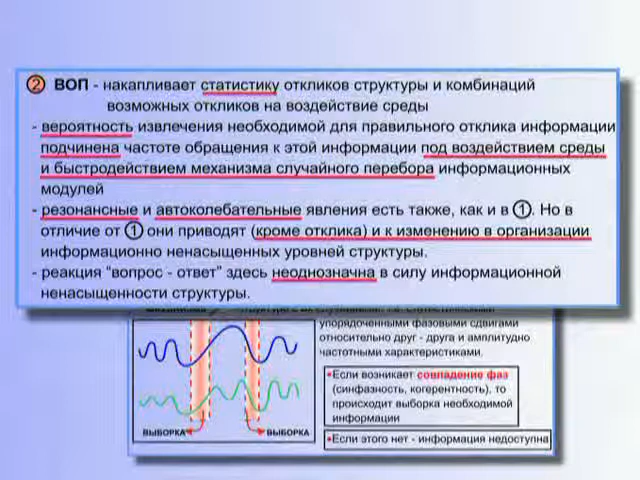 ② ВОП - накапливает статистику откликов структуры и комбинаций
возможных откликов на воздействие среды
- вероятность извлечения необходимой для правильного отклика информации
подчинена частоте обращения к этой информации под воздействием среды
и быстродействием механизма случайного перебора информационных
модулей
- резонансные и автоколебательные явления есть также, как и в ①. Но в
отличие от ① они приводят (кроме отклика) и к изменению в организации
информационно ненасыщенных уровней структуры.
- реакция "вопрос - ответ" здесь неоднозначна в силу информационной
ненасыщенности структуры.
упорядоченными фазовыми сдвигами
относительно друг - друга и амплитудно
частотными характеристиками.
•Если возникает совпадение фаз
(синфазность, когерентность), то
происходит выборка необходимой
информации
ВЫБОРКА
ВЫБОРКА
•Если этого нет - информация недоступна